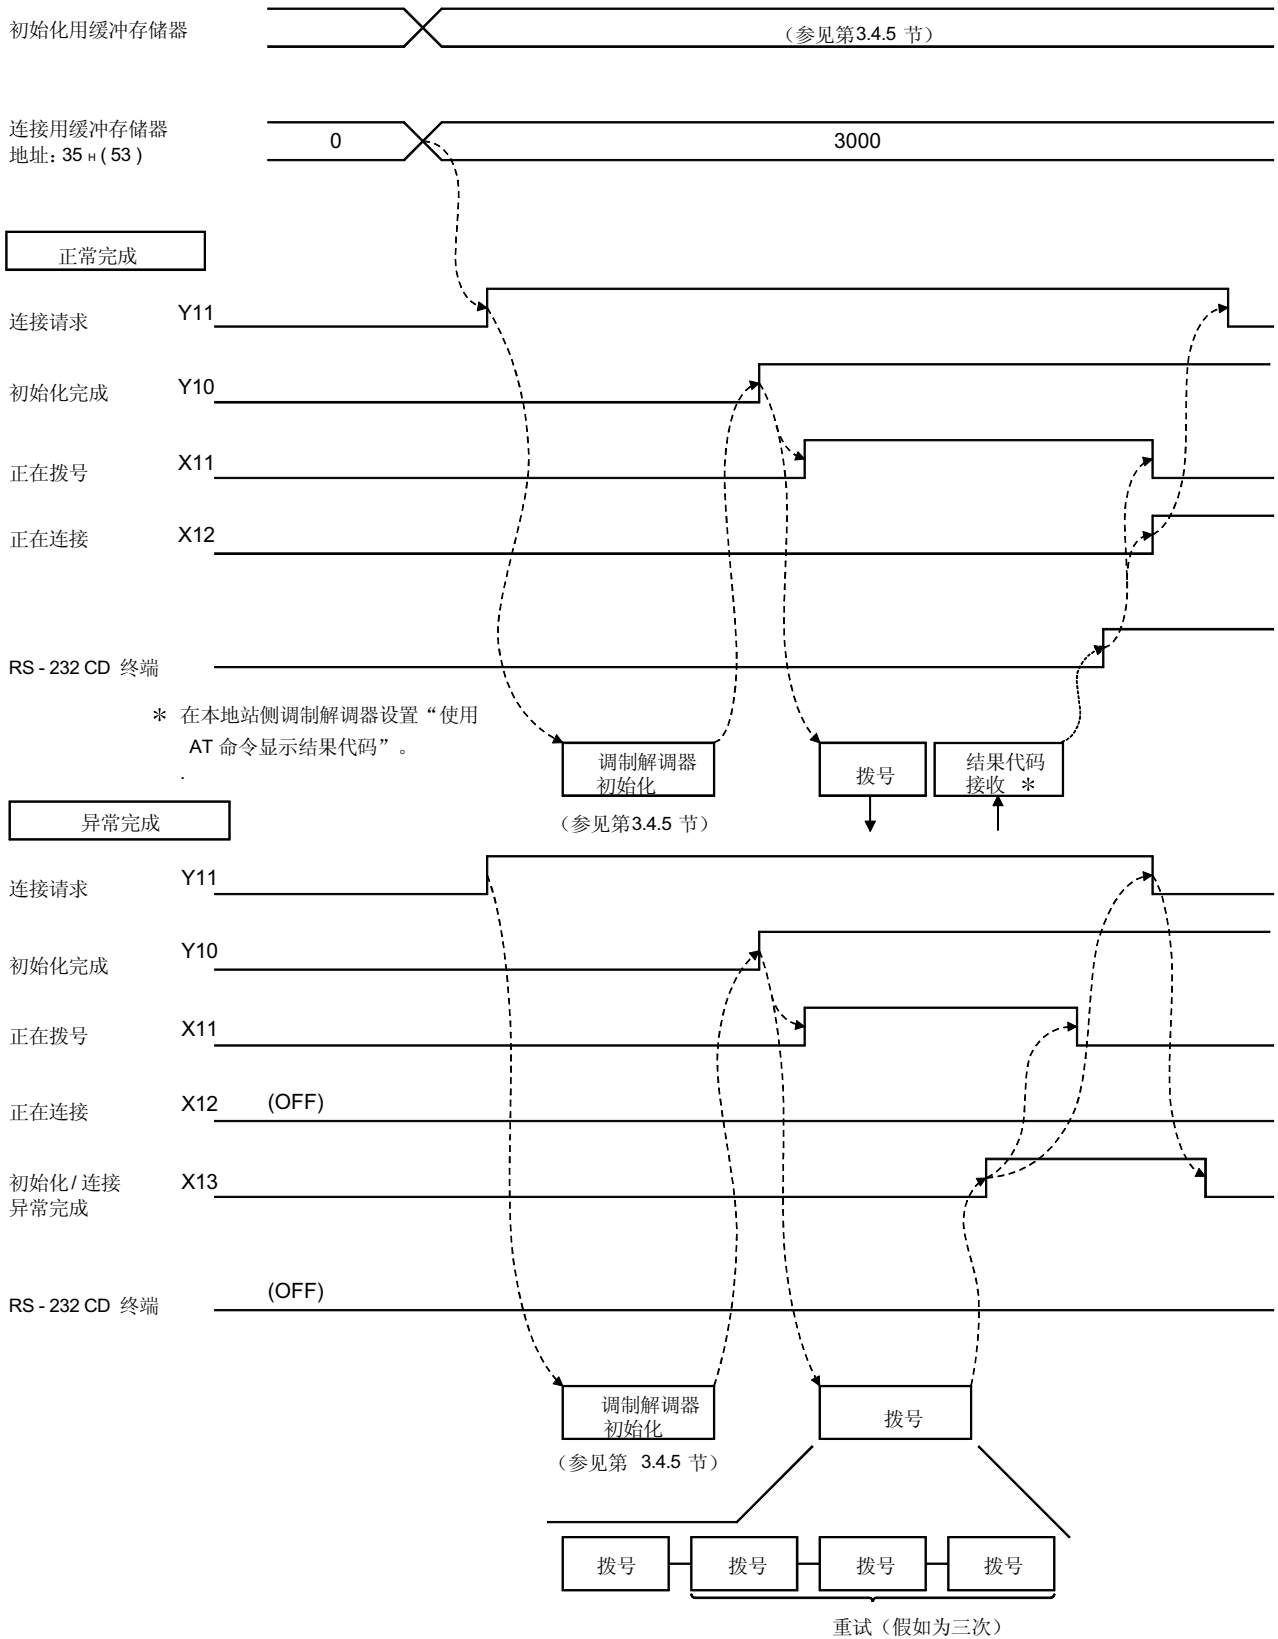 初始化用缓冲存储器
（参见第3.4.5 节）
连接用缓冲存储器
地址: 35 H ( 53 )
0
3000
正常完成
连接请求 Y11
初始化完成 Y10
正在拨号 X11
正在连接 X12
RS - 232 CD 终端
＊ 在本地站侧调制解调器设置“使用
AT 命令显示结果代码”。
.
调制解调器
初始化
（参见第3.4.5 节）
拨号
结果代码
接收 ＊
异常完成
连接请求 Y11
初始化完成 Y10
正在拨号 X11
正在连接 X12 (OFF)
初始化 / 连接
异常完成
X13
RS - 232 CD 终端 (OFF)
调制解调器
初始化
（参见第 3.4.5 节）
拨号
拨号 拨号 拨号 拨号
重试（假如为三次）